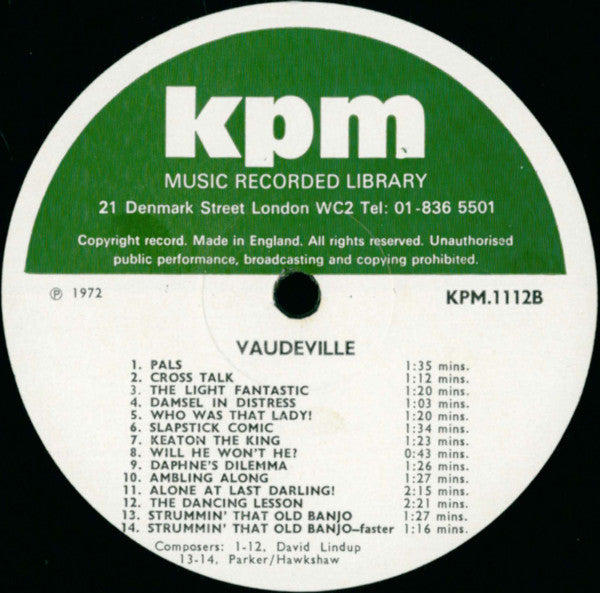 kpm
MUSIC RECORDED LIBRARY
21 Denmark Street London WC2 Tel: 01-836 5501
Copyright record. Made in England. All rights reserved. Unauthorised
public performance, broadcasting and copying prohibited.
℗ 1972 KPM.1112B
VAUDEVILLE
1. PALS 1:35 mins.
2. CROSS TALK 1:12 mins.
3. THE LIGHT FANTASTIC 1:20 mins.
4. DAMSEL IN DISTRESS 1:03 mins.
5. WHO WAS THAT LADY! 1:20 mins.
6. SLAPSTICK COMIC 1:34 mins.
7. KEATON THE KING 1:23 mins.
8. WILL HE WON'T HE? 0:43 mins.
9. DAPHNE'S DILEMMA 1:26 mins.
10. AMBLING ALONG 1:27 mins.
11. ALONE AT LAST DARLING! 2:15 mins.
12. THE DANCING LESSON 2:21 mins.
13. STRUMMIN' THAT OLD BANJO 1:27 mins.
14. STRUMMIN' THAT OLD BANJO—faster 1:16 mins.
Composers: 1-12, David Lindup
13-14, Parker/Hawkshaw